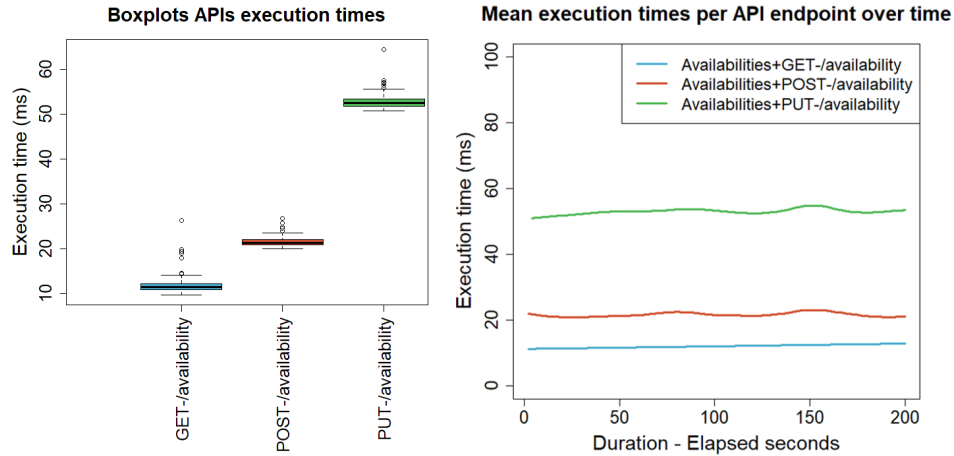 Boxplots APIs execution times
Execution time (ms)
60
50
40
30
20
10
GET-/availability
POST-/availability
PUT-/availability
Mean execution times per API endpoint over time
Execution time (ms)
100
80
60
40
20
0
Availabilities+GET-/availability
Availabilities+POST-/availability
Availabilities+PUT-/availability
0 50 100 150 200
Duration - Elapsed seconds